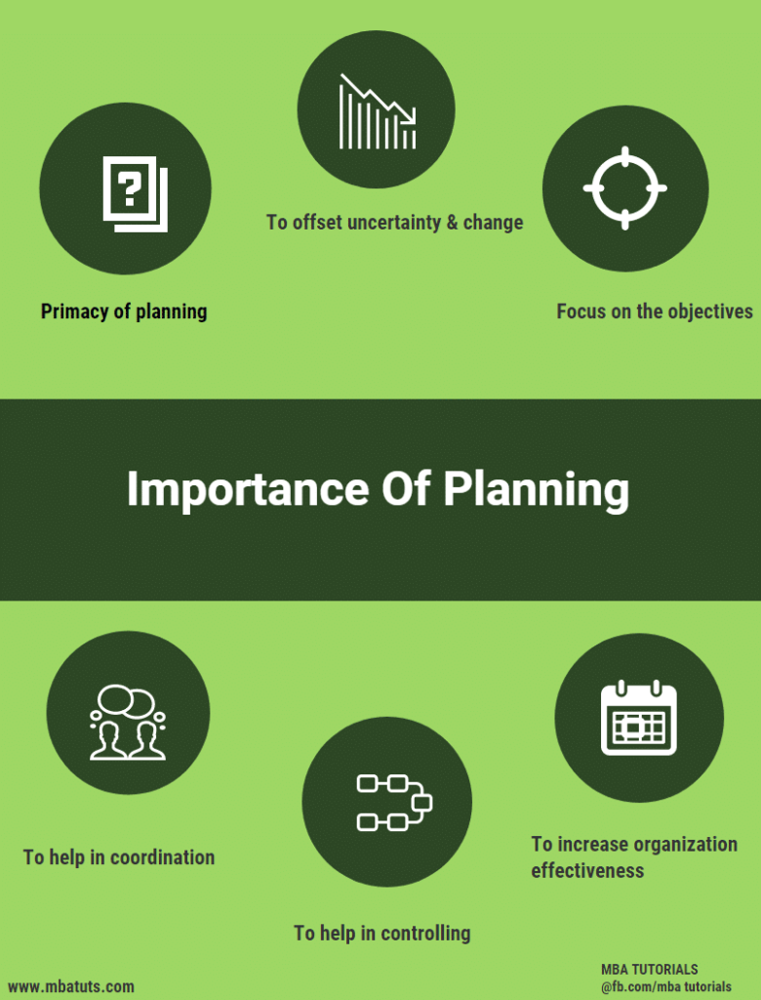 To offset uncertainty & change
Primacy of planning
Focus on the objectives
Importance Of Planning
To help in coordination
To help in controlling
To increase organization
effectiveness
www.mbatuts.com
MBA TUTORIALS
@fb.com/mba tutorials
?